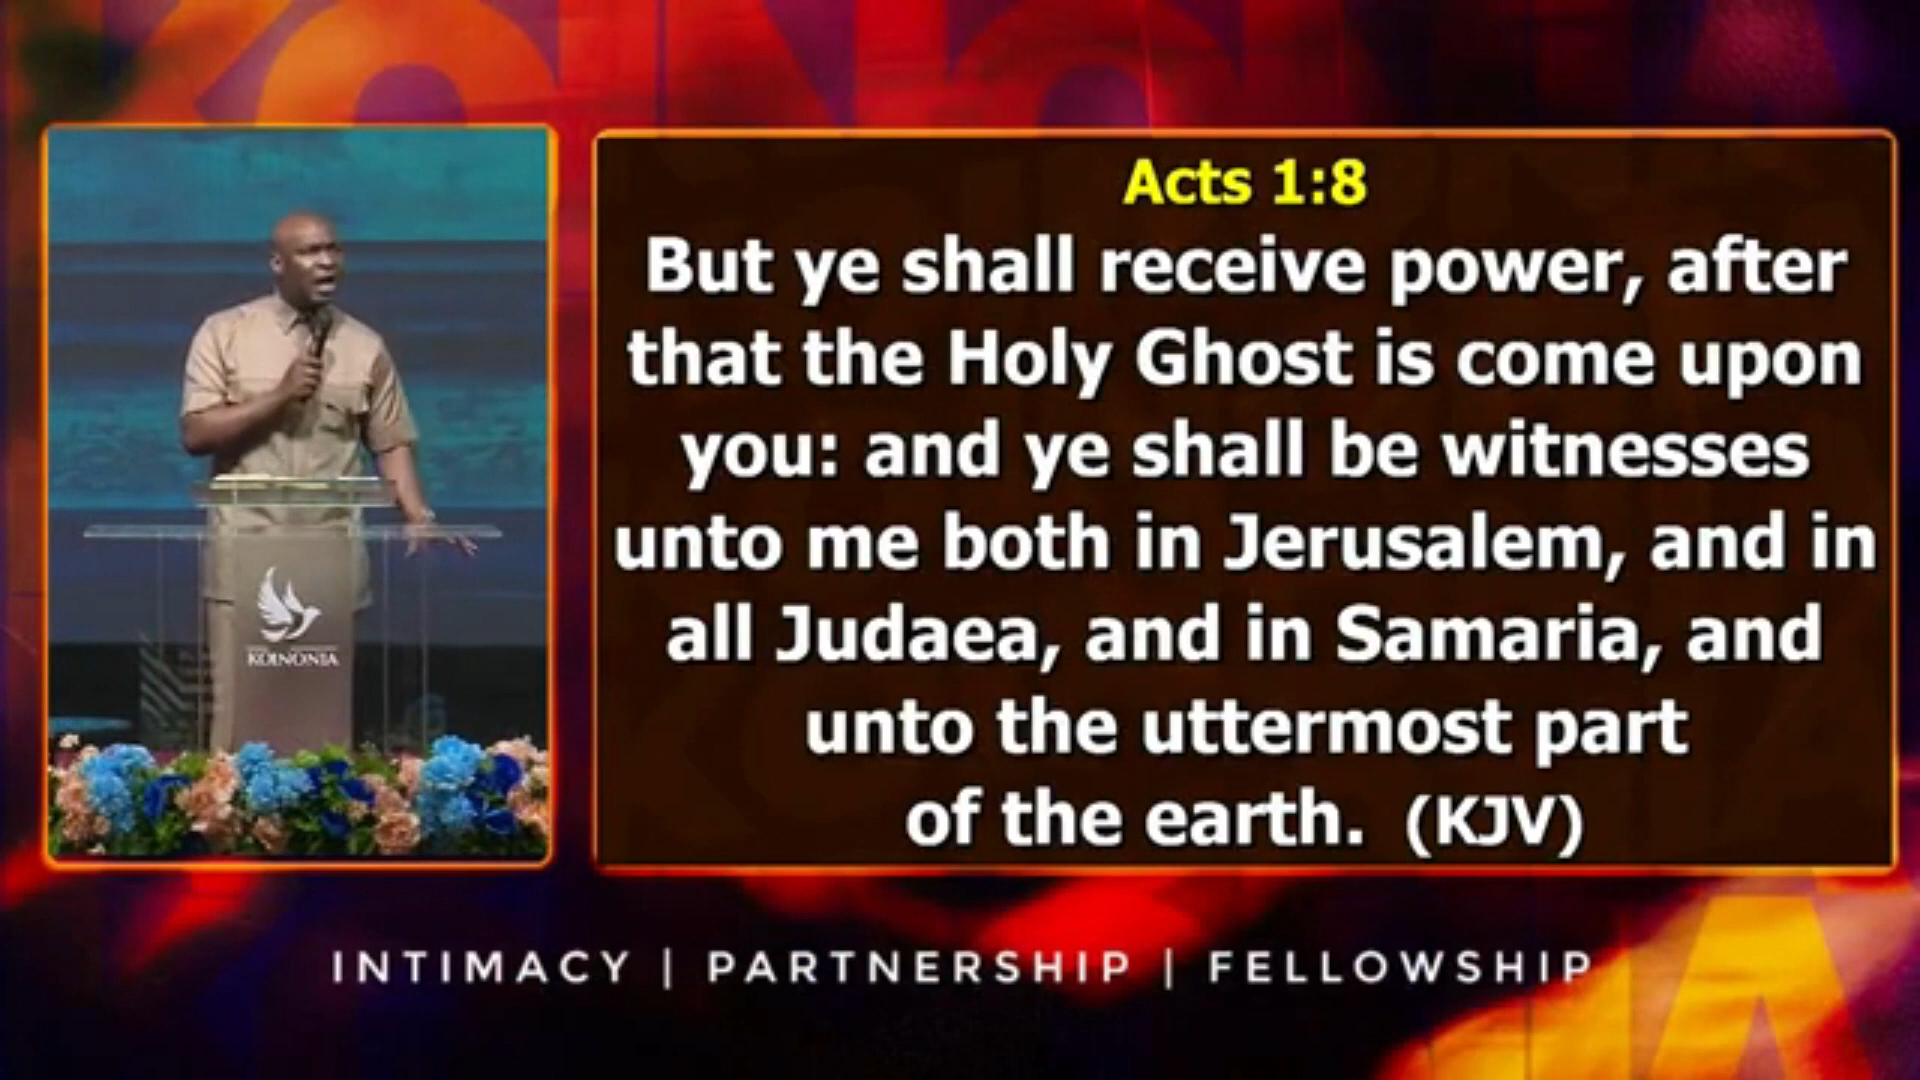 Acts 1:8
But ye shall receive power, after
that the Holy Ghost is come upon
you: and ye shall be witnesses
unto me both in Jerusalem, and in
all Judaea, and in Samaria, and
unto the uttermost part
of the earth. (KJV)
KOINONIA
INTIMACY | PARTNERSHIP | FELLOWSHIP